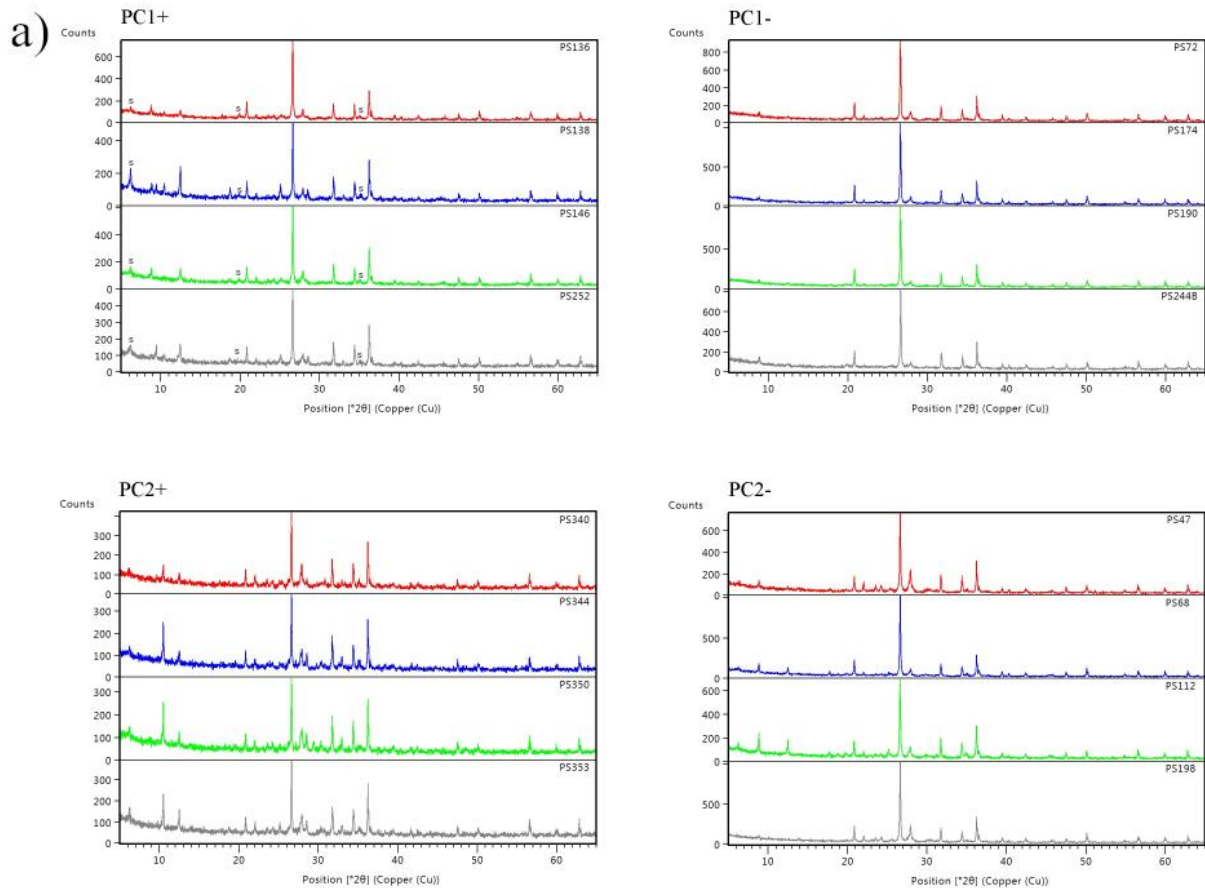 a)
PC1+
Counts
PS136
600
400
200
0
s s s
PS138
400
200
0
s s s
PS146
400
200
0
s s s
PS252
400
300
200
100
0
s s s
10 20 30 40 50 60
Position [°2θ] (Copper (Cu))
PC1-
Counts
PS72
800
600
400
200
0
PS174
500
0
PS190
500
0
PS244B
600
400
200
0
10 20 30 40 50 60
Position [°2θ] (Copper (Cu))
PC2+
Counts
PS340
300
200
100
0
PS344
300
200
100
0
PS350
300
200
100
0
PS353
300
200
100
0
10 20 30 40 50 60
Position [°2θ] (Copper (Cu))
PC2-
Counts
PS47
600
400
200
0
PS68
500
0
PS112
600
400
200
0
PS198
500
0
10 20 30 40 50 60
Position [°2θ] (Copper (Cu))